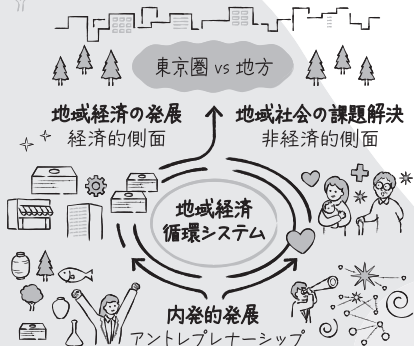 東京圏 vs 地方
地域経済の発展
経済的側面
地域社会の課題解決
非経済的側面
地域経済
循環システム
内発的発展
アントレプレナーシップ